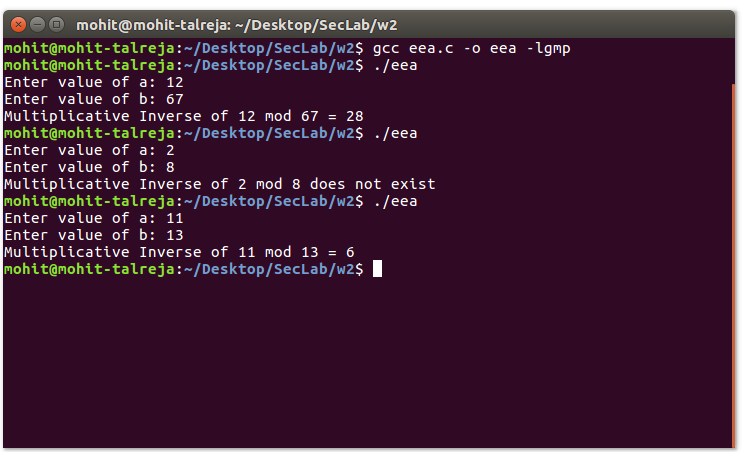 mohit@mohit-talreja: ~/Desktop/SecLab/w2
mohit@mohit-talreja:~/Desktop/SecLab/w2$ gcc eea.c -o eea -lgmp
mohit@mohit-talreja:~/Desktop/SecLab/w2$ ./eea
Enter value of a: 12
Enter value of b: 67
Multiplicative Inverse of 12 mod 67 = 28
mohit@mohit-talreja:~/Desktop/SecLab/w2$ ./eea
Enter value of a: 2
Enter value of b: 8
Multiplicative Inverse of 2 mod 8 does not exist
mohit@mohit-talreja:~/Desktop/SecLab/w2$ ./eea
Enter value of a: 11
Enter value of b: 13
Multiplicative Inverse of 11 mod 13 = 6
mohit@mohit-talreja:~/Desktop/SecLab/w2$